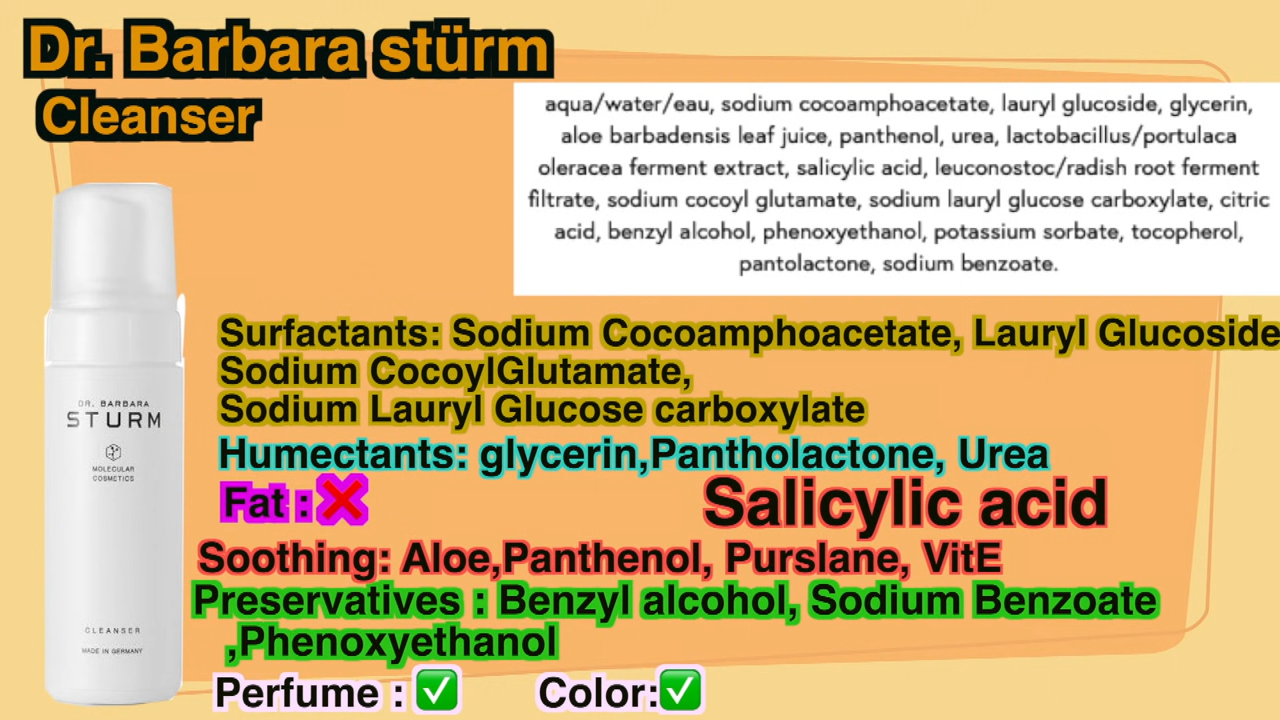 Dr. Barbara stürm
Cleanser
aqua/water/eau, sodium cocoamphoacetate, lauryl glucoside, glycerin,
aloe barbadensis leaf juice, panthenol, urea, lactobacillus/portulaca
oleracea ferment extract, salicylic acid, leuconostoc/radish root ferment
filtrate, sodium cocoyl glutamate, sodium lauryl glucose carboxylate, citric
acid, benzyl alcohol, phenoxyethanol, potassium sorbate, tocopherol,
pantolactone, sodium benzoate.
DR. BARBARA
STURM
MOLECULAR
COSMETICS
CLEANSER
MADE IN GERMANY
Surfactants: Sodium Cocoamphoacetate, Lauryl Glucoside
Sodium CocoylGlutamate,
Sodium Lauryl Glucose carboxylate
Humectants: glycerin,Pantholactone, Urea
Fat :❌
Salicylic acid
Soothing: Aloe,Panthenol, Purslane, VitE
Preservatives : Benzyl alcohol, Sodium Benzoate
,Phenoxyethanol
Perfume : ✅ Color:✅